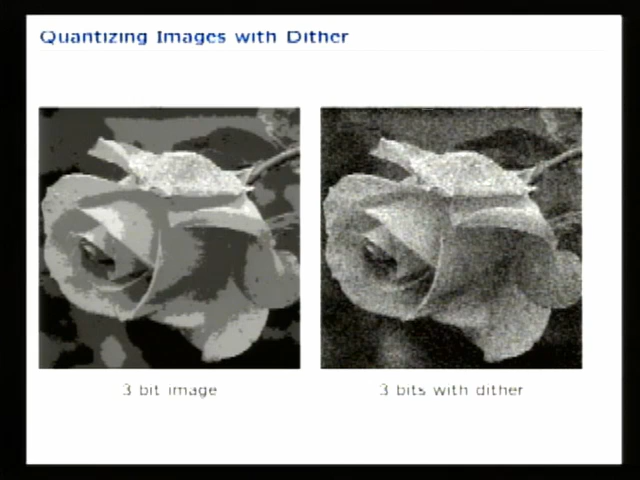 Quantizing Images with Dither
3 bit image
3 bits with dither